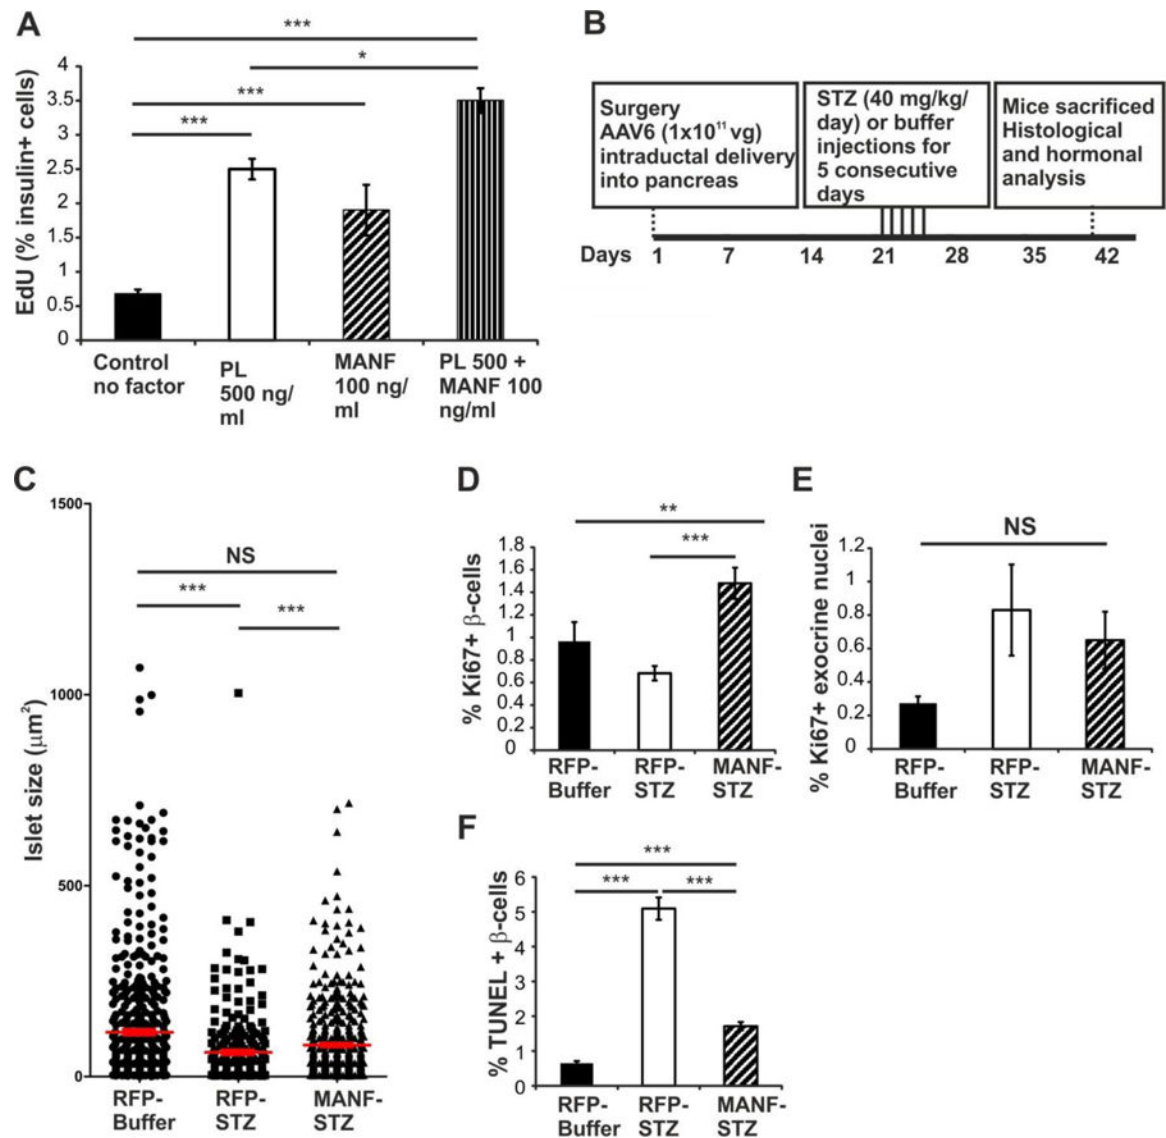 A
***
*
***
***
EdU (% insulin+ cells)
4
3.5
3
2.5
2
1.5
1
0.5
0
Control
no factor
PL
500 ng/
ml
MANF
100 ng/
ml
PL 500 +
MANF 100
ng/ml
B
Surgery
AAV6 (1x10¹¹ vg)
intraductal delivery
into pancreas
STZ (40 mg/kg/
day) or buffer
injections for
5 consecutive
days
Mice sacrificed
Histological
and hormonal
analysis
Days 1 7 14 21 28 35 42
C
Islet size (µm²)
1500
1000
500
0
NS
***
***
RFP-
Buffer
RFP-
STZ
MANF-
STZ
D
**
***
% Ki67+ β-cells
1.8
1.6
1.4
1.2
1
0.8
0.6
0.4
0.2
0
RFP-
Buffer
RFP-
STZ
MANF-
STZ
E
NS
% Ki67+ exocrine nuclei
1.2
1
0.8
0.6
0.4
0.2
0
RFP-
Buffer
RFP-
STZ
MANF-
STZ
F
***
***
***
% TUNEL + β-cells
6
5
4
3
2
1
0
RFP-
Buffer
RFP-
STZ
MANF-
STZ